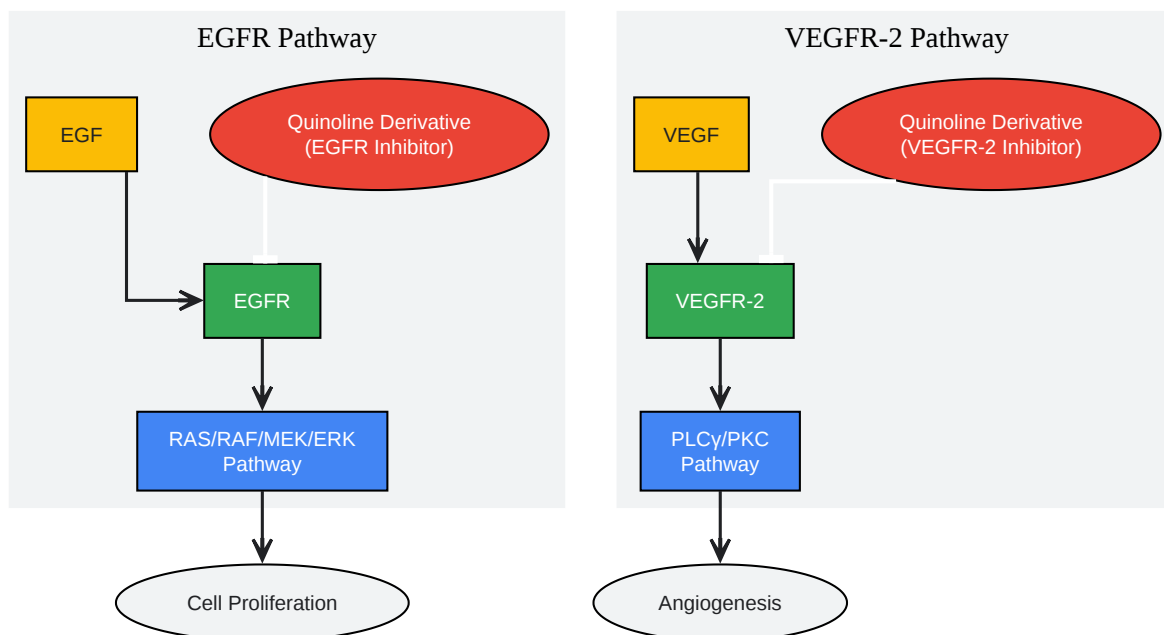 EGFR Pathway
EGF
Quinoline Derivative
(EGFR Inhibitor)
EGFR
RAS/RAF/MEK/ERK
Pathway
Cell Proliferation
VEGFR-2 Pathway
VEGF
Quinoline Derivative
(VEGFR-2 Inhibitor)
VEGFR-2
PLCγ/PKC
Pathway
Angiogenesis